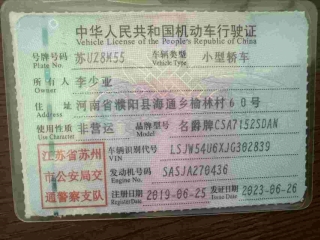 中华人民共和国机动车行驶证
Vehicle License of the People's Republic of China
号牌号码 苏UZ8M55 车辆类型 小型轿车
Plate No. Vehicle Type
所有人 李少亚
Owner
住址 河南省濮阳县海通乡榆林村60号
Address
使用性质 非营运 品牌型号 名爵牌CSA7152SDAN
Use Character Model
江苏省苏州
市公安局交
通警察支队
车辆识别代号 LSJW54U6XJG302839
VIN
发动机号码 SASJA270436
Engine No.
注册日期 2019-06-25 发证日期 2023-06-26
Register Date Issue Date